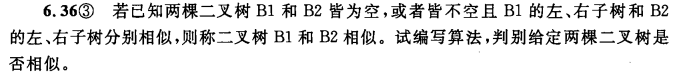 6.36③ 若已知两棵二叉树 B1 和 B2 皆为空,或者皆不空且 B1 的左、右子树和 B2
的左、右子树分别相似,则称二叉树 B1 和 B2 相似。试编写算法,判别给定两棵二叉树是
否相似。